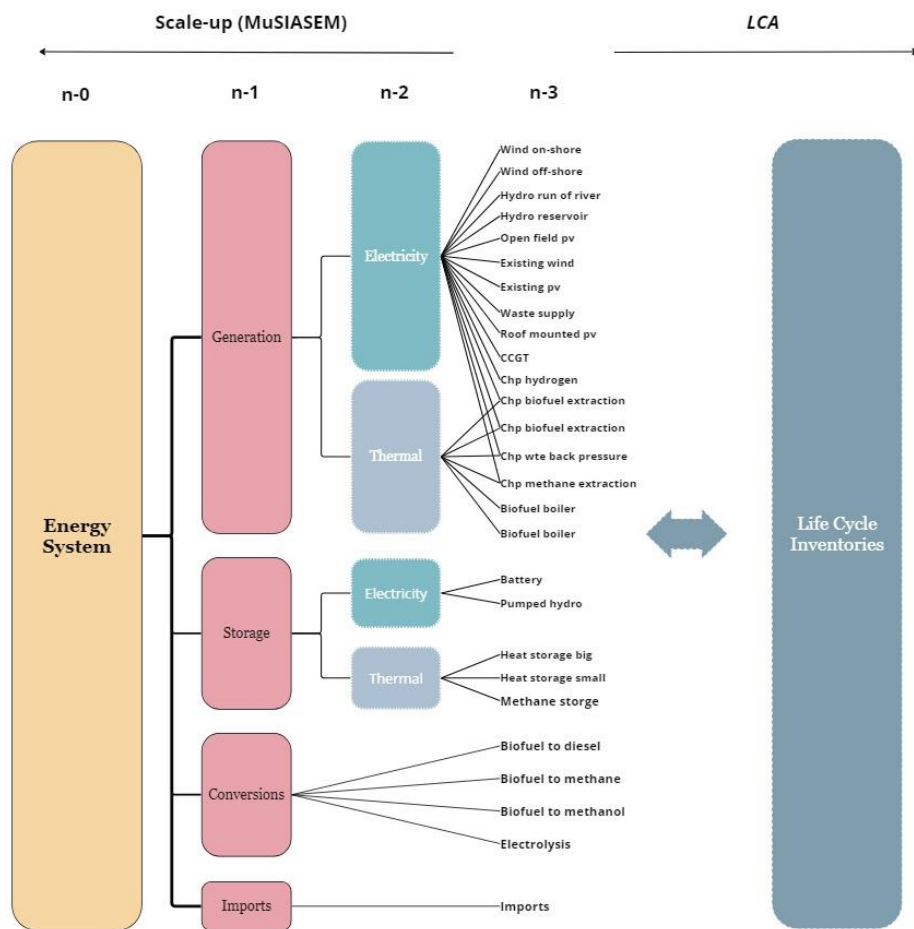 Scale-up (MuSIASEM)
LCA
n-0
n-1
n-2
n-3
Wind on-shore
Wind off-shore
Hydro run of river
Hydro reservoir
Open field pv
Existing wind
Existing pv
Waste supply
Roof mounted pv
CCGT
Chp hydrogen
Chp biofuel extraction
Chp biofuel extraction
Chp wte back pressure
Chp methane extraction
Biofuel boiler
Biofuel boiler
Electricity
Generation
Thermal
Energy
System
Life Cycle
Inventories
Electricity
Battery
Pumped hydro
Storage
Thermal
Heat storage big
Heat storage small
Methane storge
Conversions
Biofuel to diesel
Biofuel to methane
Biofuel to methanol
Electrolysis
Imports
Imports